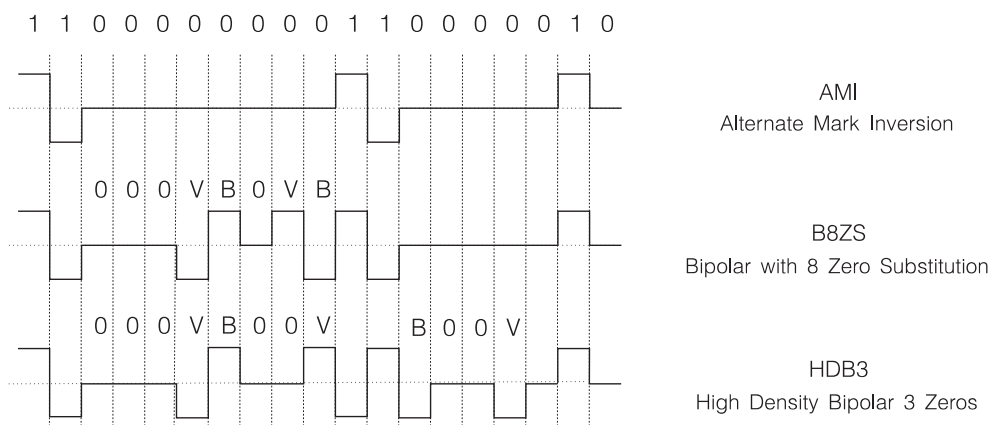 1 1 0 0 0 0 0 0 0 0 1 1 0 0 0 0 0 1 0
AMI
Alternate Mark Inversion
0 0 0 V B 0 V B
B8ZS
Bipolar with 8 Zero Substitution
0 0 0 V B 0 0 V B 0 0 V
HDB3
High Density Bipolar 3 Zeros